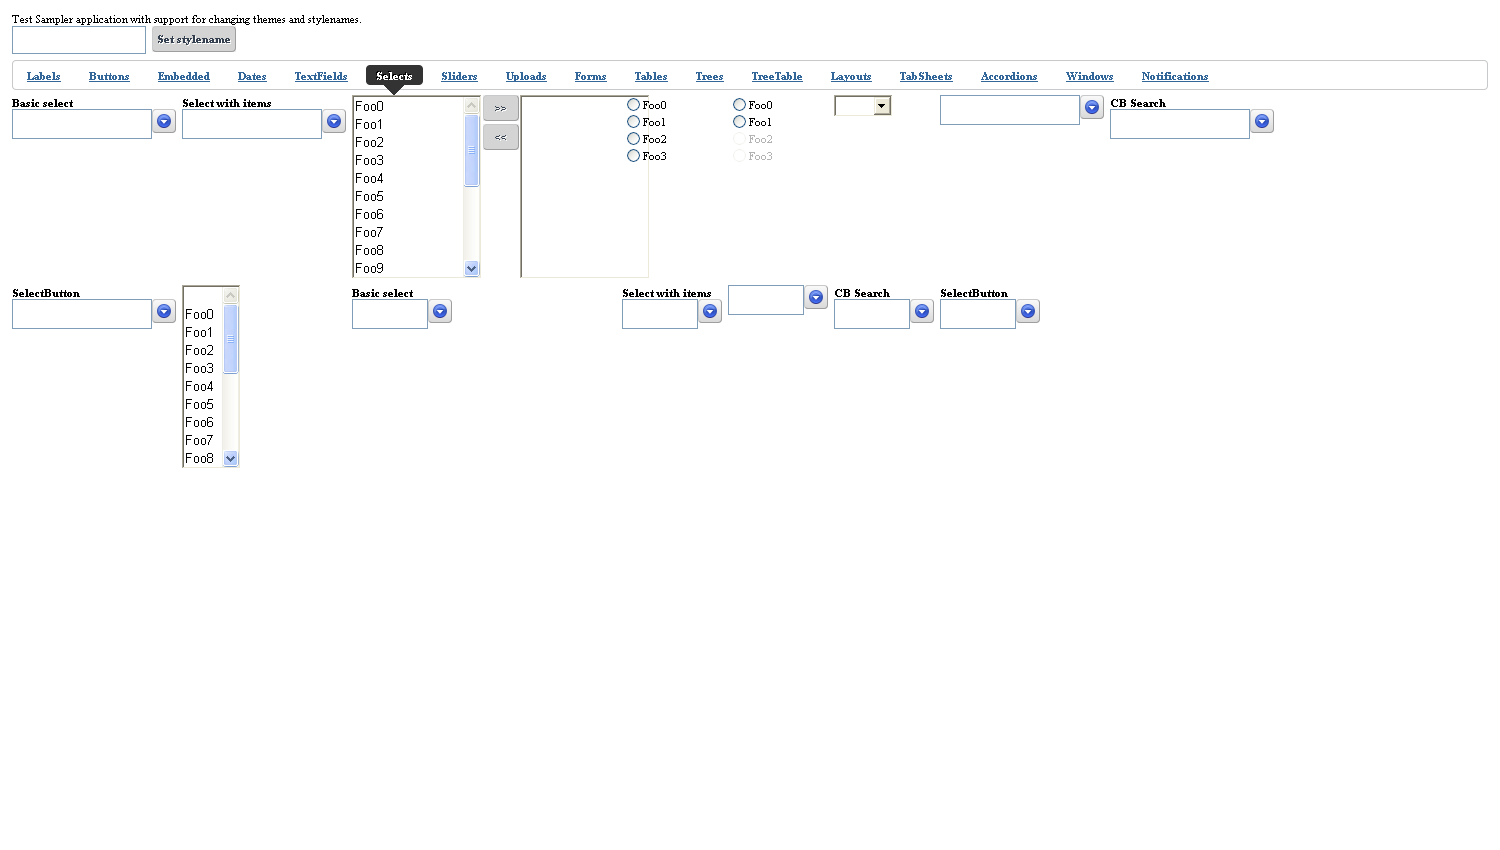 Test Sampler application with support for changing themes and stylenames.
Set stylename
Labels Buttons Embedded Dates TextFields Selects Sliders Uploads Forms Tables Trees TreeTable Layouts TabSheets Accordions Windows Notifications
Basic select
Select with items
Foo0
Foo1
Foo2
Foo3
Foo4
Foo5
Foo6
Foo7
Foo8
Foo9
>>
<<
Foo0
Foo1
Foo2
Foo3
Foo0
Foo1
Foo2
Foo3
CB Search
SelectButton
Foo0
Foo1
Foo2
Foo3
Foo4
Foo5
Foo6
Foo7
Foo8
Basic select
Select with items
CB Search
SelectButton